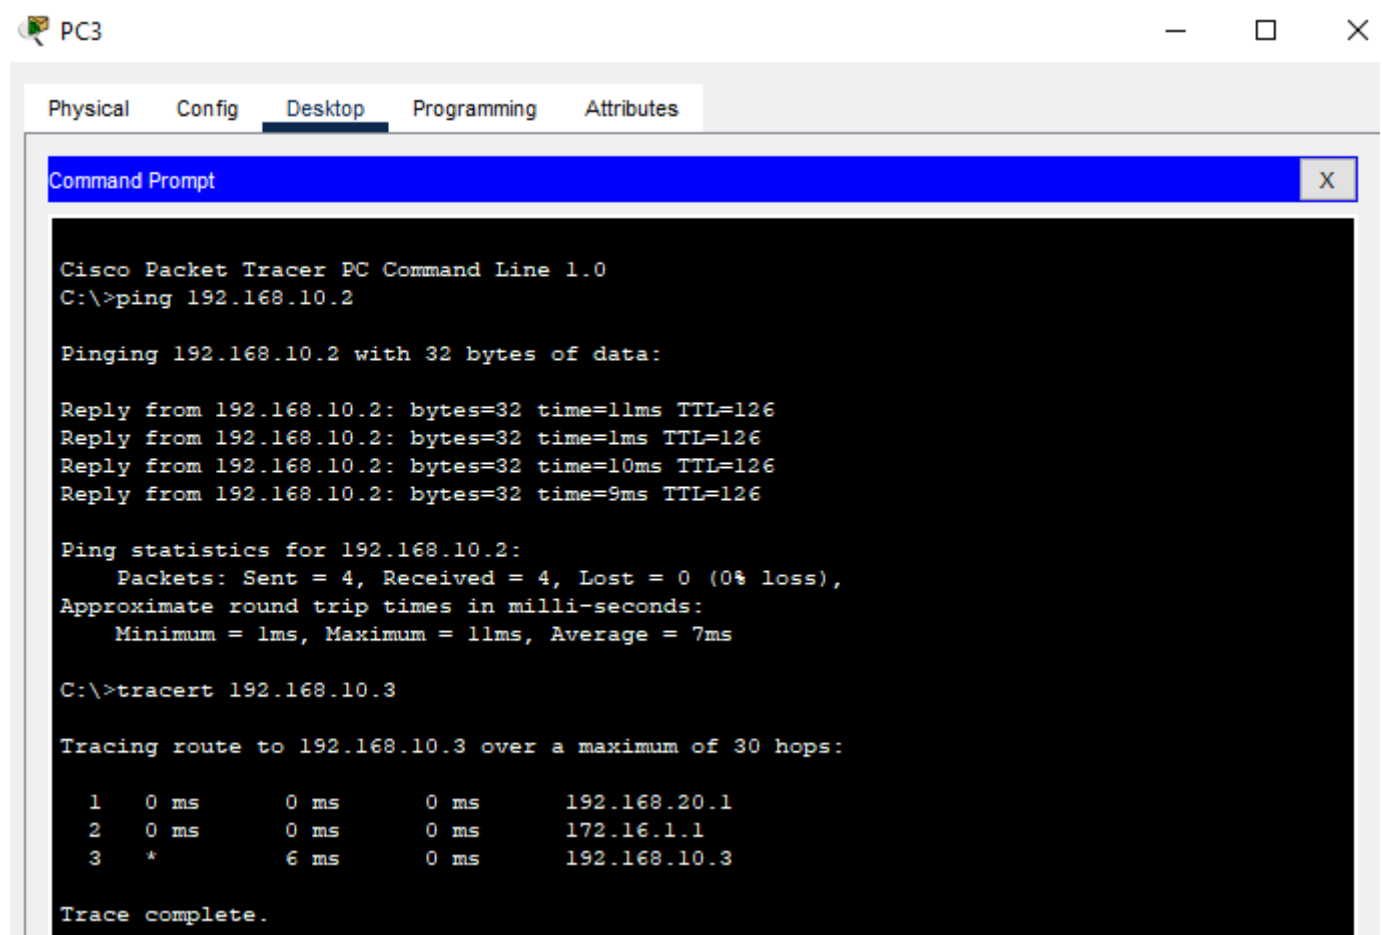 PC3
Physical Config Desktop Programming Attributes
Command Prompt X
Cisco Packet Tracer PC Command Line 1.0
C:\>ping 192.168.10.2
Pinging 192.168.10.2 with 32 bytes of data:
Reply from 192.168.10.2: bytes=32 time=11ms TTL=126
Reply from 192.168.10.2: bytes=32 time=1ms TTL=126
Reply from 192.168.10.2: bytes=32 time=10ms TTL=126
Reply from 192.168.10.2: bytes=32 time=9ms TTL=126
Ping statistics for 192.168.10.2:
Packets: Sent = 4, Received = 4, Lost = 0 (0% loss),
Approximate round trip times in milli-seconds:
Minimum = 1ms, Maximum = 11ms, Average = 7ms
C:\>tracert 192.168.10.3
Tracing route to 192.168.10.3 over a maximum of 30 hops:
1 0 ms 0 ms 0 ms 192.168.20.1
2 0 ms 0 ms 0 ms 172.16.1.1
3 * 6 ms 0 ms 192.168.10.3
Trace complete.